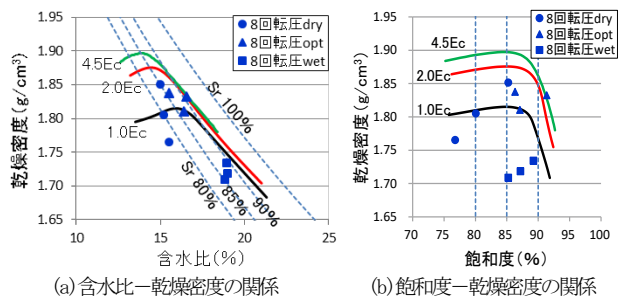 1.95
1.90
1.85
1.80
1.75
1.70
1.65
乾燥密度(g/cm³)
10
15
20
25
含水比(%)
4.5Ec
2.0Ec
1.0Ec
Sr 100%
Sr 80%
85%
90%
8回転圧dry
8回転圧opt
8回転圧wet
(a)含水比－乾燥密度の関係
1.95
1.90
1.85
1.80
1.75
1.70
1.65
乾燥密度(g/cm³)
70
75
80
85
90
95
100
飽和度(%)
4.5Ec
2.0Ec
1.0Ec
8回転圧dry
8回転圧opt
8回転圧wet
(b)飽和度－乾燥密度の関係